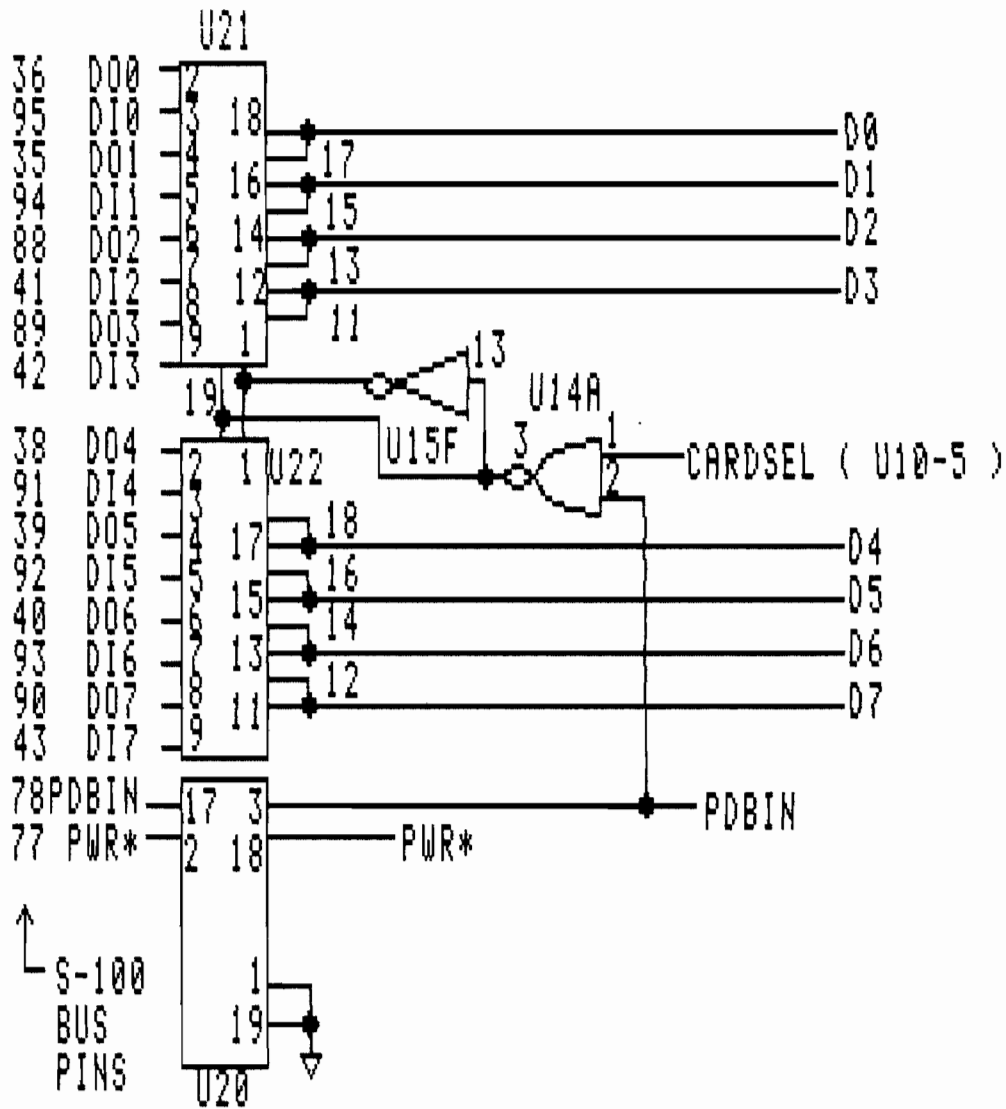 U21
36 DO0 2
95 DI0 3 18 D0
35 DO1 4 17
94 DI1 5 16 D1
88 DO2 6 15
41 DI2 7 14 D2
89 DO3 8 13
42 DI3 9 12 D3
1 11
19
13
U15F
U14A
3 1
2
CARDSEL ( U10-5 )
38 DO4 2 1 U22
91 DI4 3
39 DO5 4 18
92 DI5 5 17 D4
40 DO6 6 16
93 DI6 7 15 D5
90 DO7 8 14
43 DI7 9 13 D6
12
11 D7
78PDBIN 17 3 PDBIN
77 PWR* 2 18 PWR*
S-100
BUS
PINS
1
19
U20